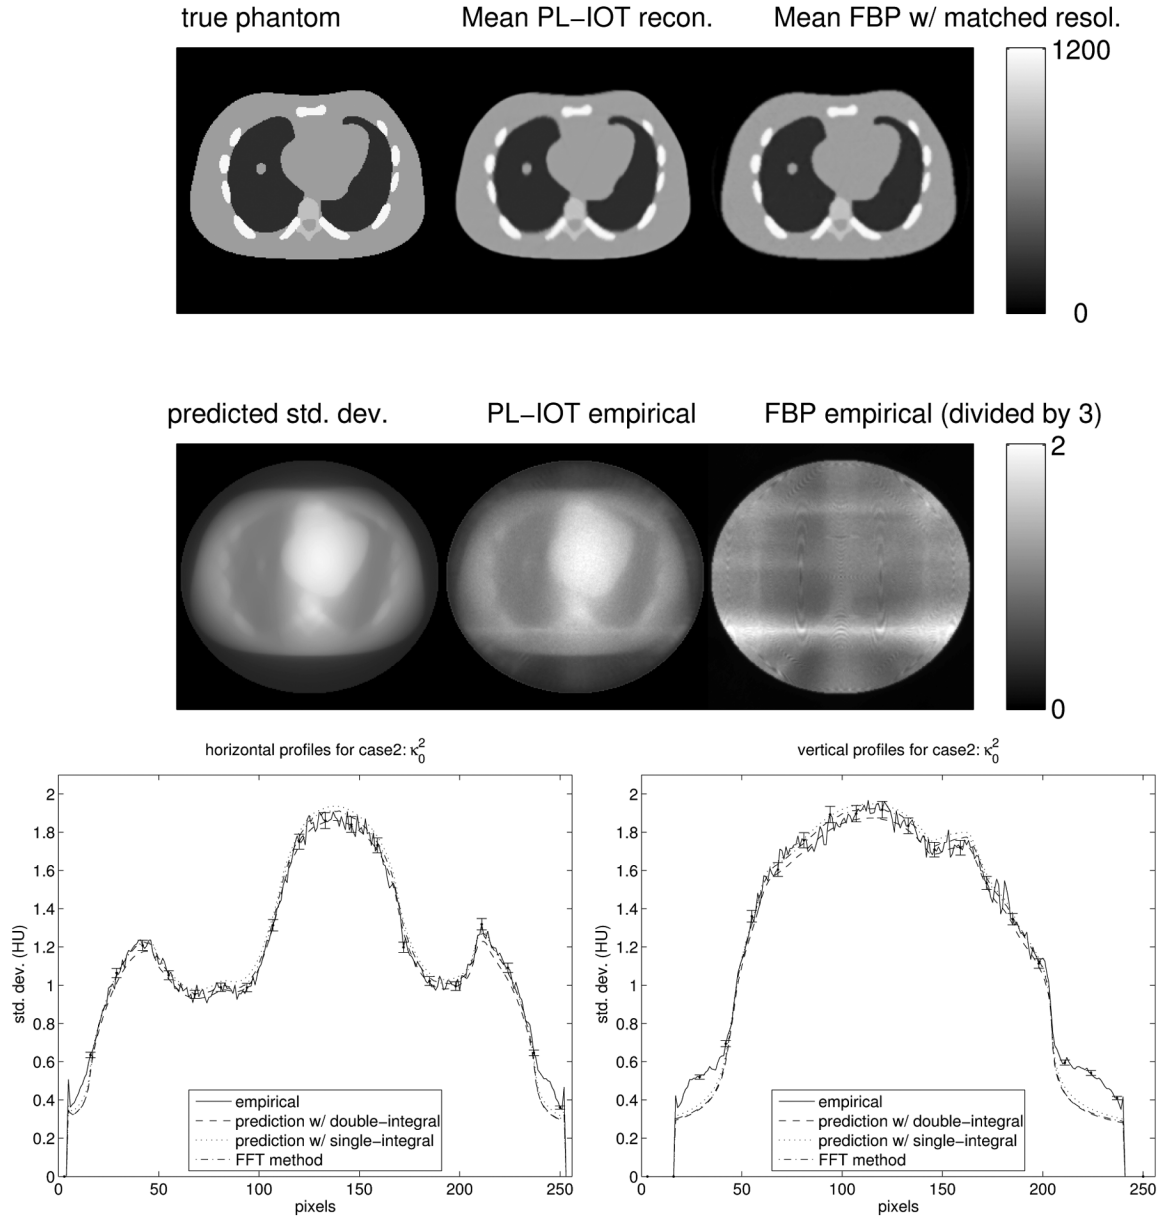 true phantom
Mean PL−IOT recon.
Mean FBP w/ matched resol.
1200
0
predicted std. dev.
PL−IOT empirical
FBP empirical (divided by 3)
2
0
horizontal profiles for case2: κ₀²
std. dev. (HU)
2
1.8
1.6
1.4
1.2
1
0.8
0.6
0.4
0.2
0
empirical
prediction w/ double−integral
prediction w/ single−integral
FFT method
0 50 100 150 200 250
pixels
vertical profiles for case2: κ₀²
std. dev. (HU)
2
1.8
1.6
1.4
1.2
1
0.8
0.6
0.4
0.2
0
empirical
prediction w/ double−integral
prediction w/ single−integral
FFT method
0 50 100 150 200 250
pixels